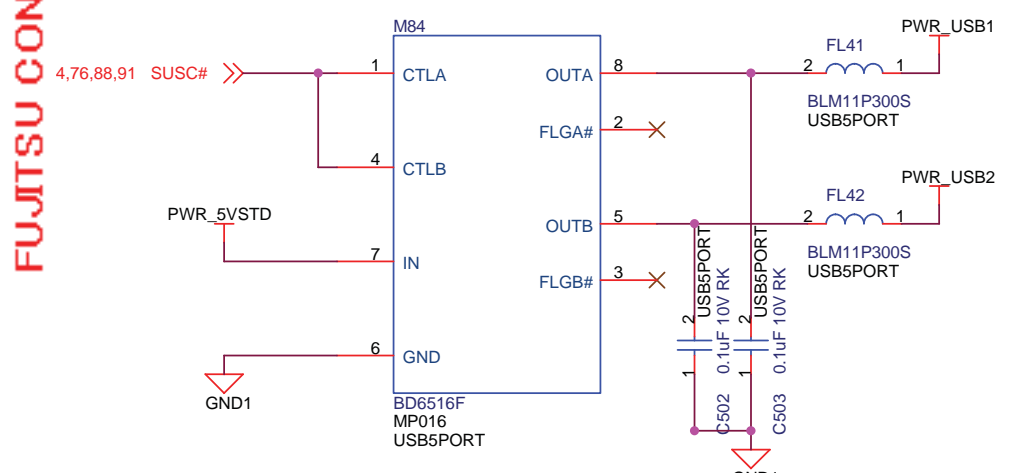 FUJITSU CON
4,76,88,91 SUSC#
M84
1 CTLA
4 CTLB
PWR_5VSTD
7 IN
6 GND
GND1
OUTA 8
FLGA# 2
OUTB 5
FLGB# 3
BD6516F
MP016
USB5PORT
PWR_USB1
FL41
2 1
BLM11P300S
USB5PORT
PWR_USB2
FL42
2 1
BLM11P300S
USB5PORT
USB5PORT
2
1
C502 0.1uF 10V RK
USB5PORT
2
1
C503 0.1uF 10V RK